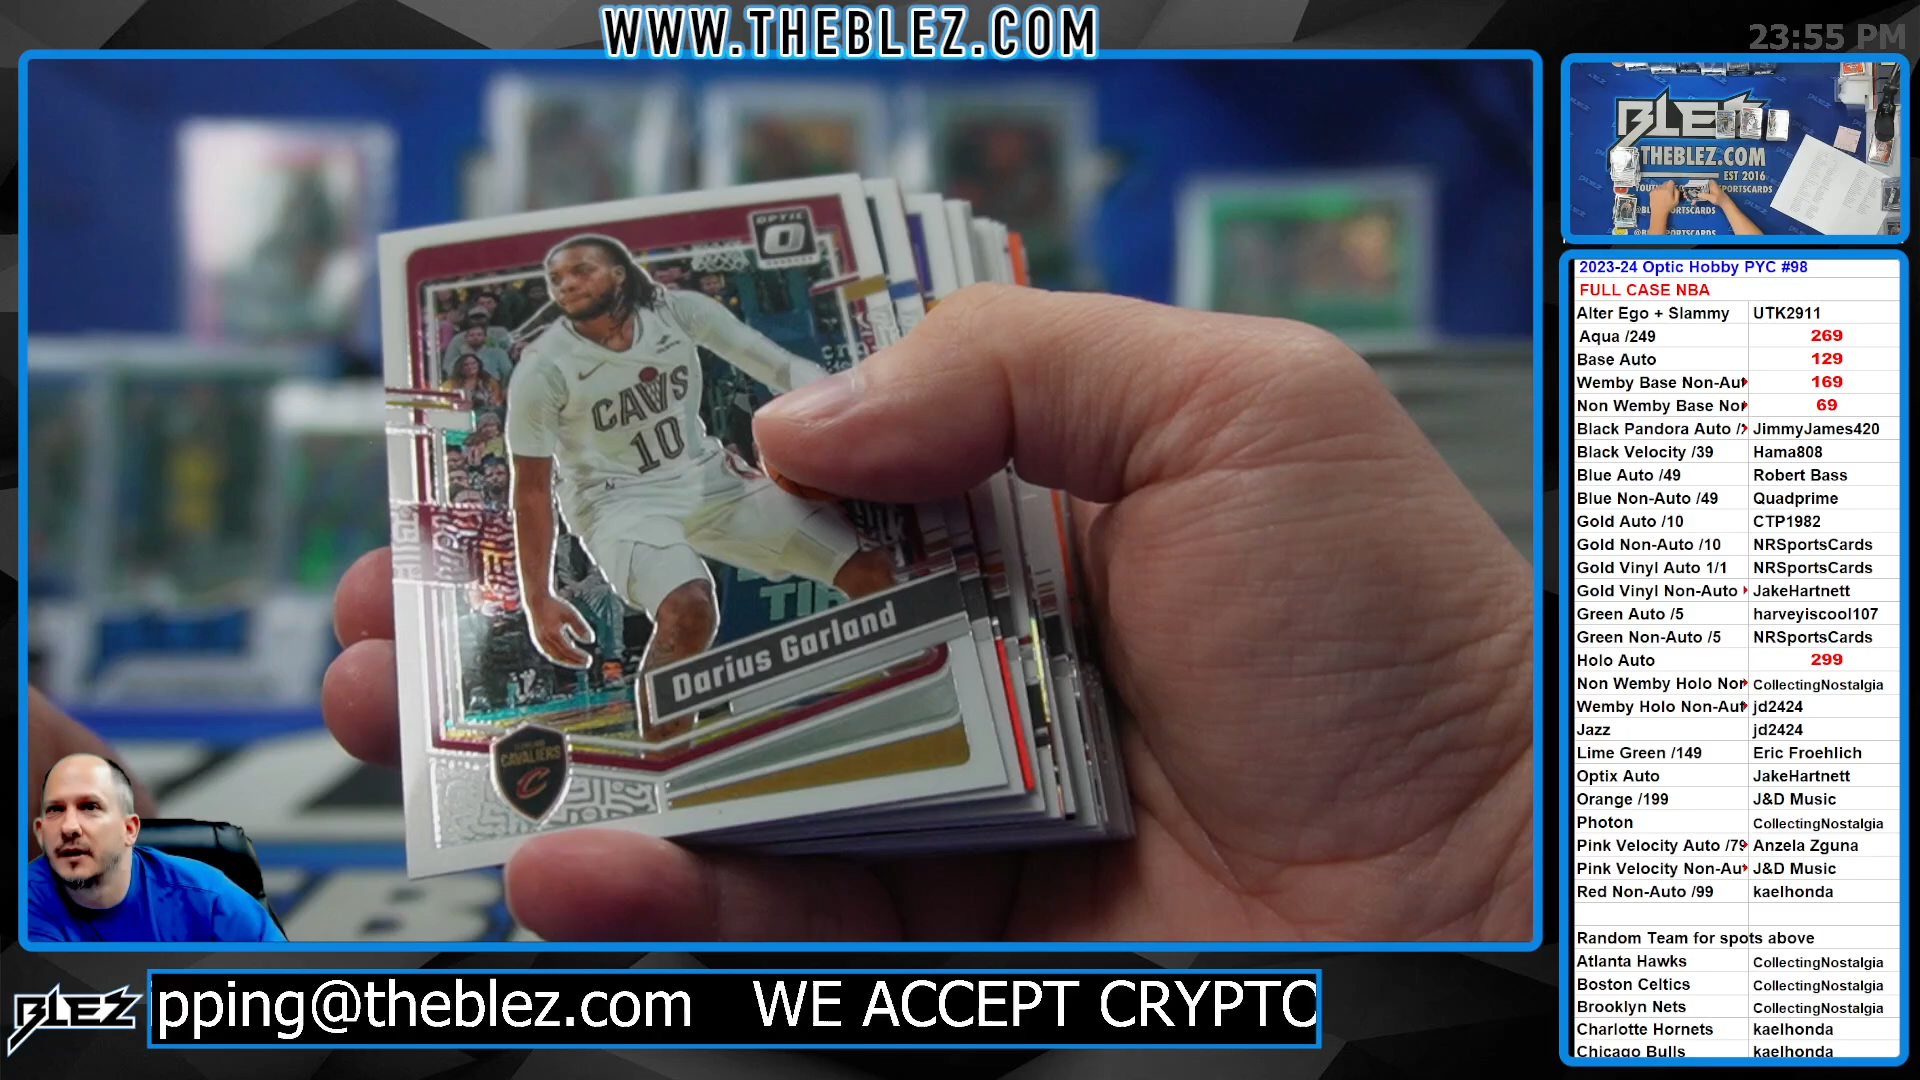 WWW.THEBLEZ.COM
23:55 PM
OPTIC
CAVS
10
Darius Garland
CAVALIERS
BLEZ
THEBLEZ.COM
EST 2016
2023-24 Optic Hobby PYC #98
FULL CASE NBA
Alter Ego + Slammy UTK2911
Aqua /249 269
Base Auto 129
Wemby Base Non-Aut 169
Non Wemby Base Nor 69
Black Pandora Auto / JimmyJames420
Black Velocity /39 Hama808
Blue Auto /49 Robert Bass
Blue Non-Auto /49 Quadprime
Gold Auto /10 CTP1982
Gold Non-Auto /10 NRSportsCards
Gold Vinyl Auto 1/1 NRSportsCards
Gold Vinyl Non-Auto JakeHartnett
Green Auto /5 harveyiscool107
Green Non-Auto /5 NRSportsCards
Holo Auto 299
Non Wemby Holo Nor CollectingNostalgia
Wemby Holo Non-Aut jd2424
Jazz jd2424
Lime Green /149 Eric Froehlich
Optix Auto JakeHartnett
Orange /199 J&D Music
Photon CollectingNostalgia
Pink Velocity Auto /79 Anzela Zguna
Pink Velocity Non-Au J&D Music
Red Non-Auto /99 kaelhonda
Random Team for spots above
Atlanta Hawks CollectingNostalgia
Boston Celtics CollectingNostalgia
Brooklyn Nets CollectingNostalgia
Charlotte Hornets kaelhonda
Chicago Bulls kaelhonda
BLEZ
pping@theblez.com WE ACCEPT CRYPTO